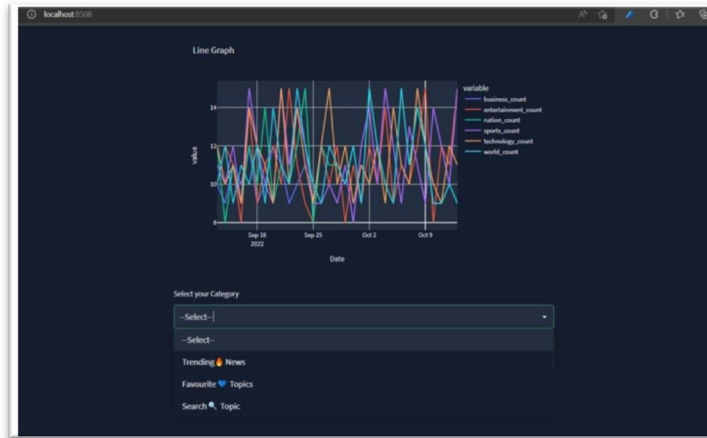 localhost:8508
Line Graph
variable
business_count
entertainment_count
nation_count
sports_count
technology_count
world_count
value
14
12
10
8
Sep 18
2022
Sep 25
Oct 2
Oct 9
Date
Select your Category
--Select--
--Select--
Trending🔥 News
Favourite 💙 Topics
Search🔍 Topic